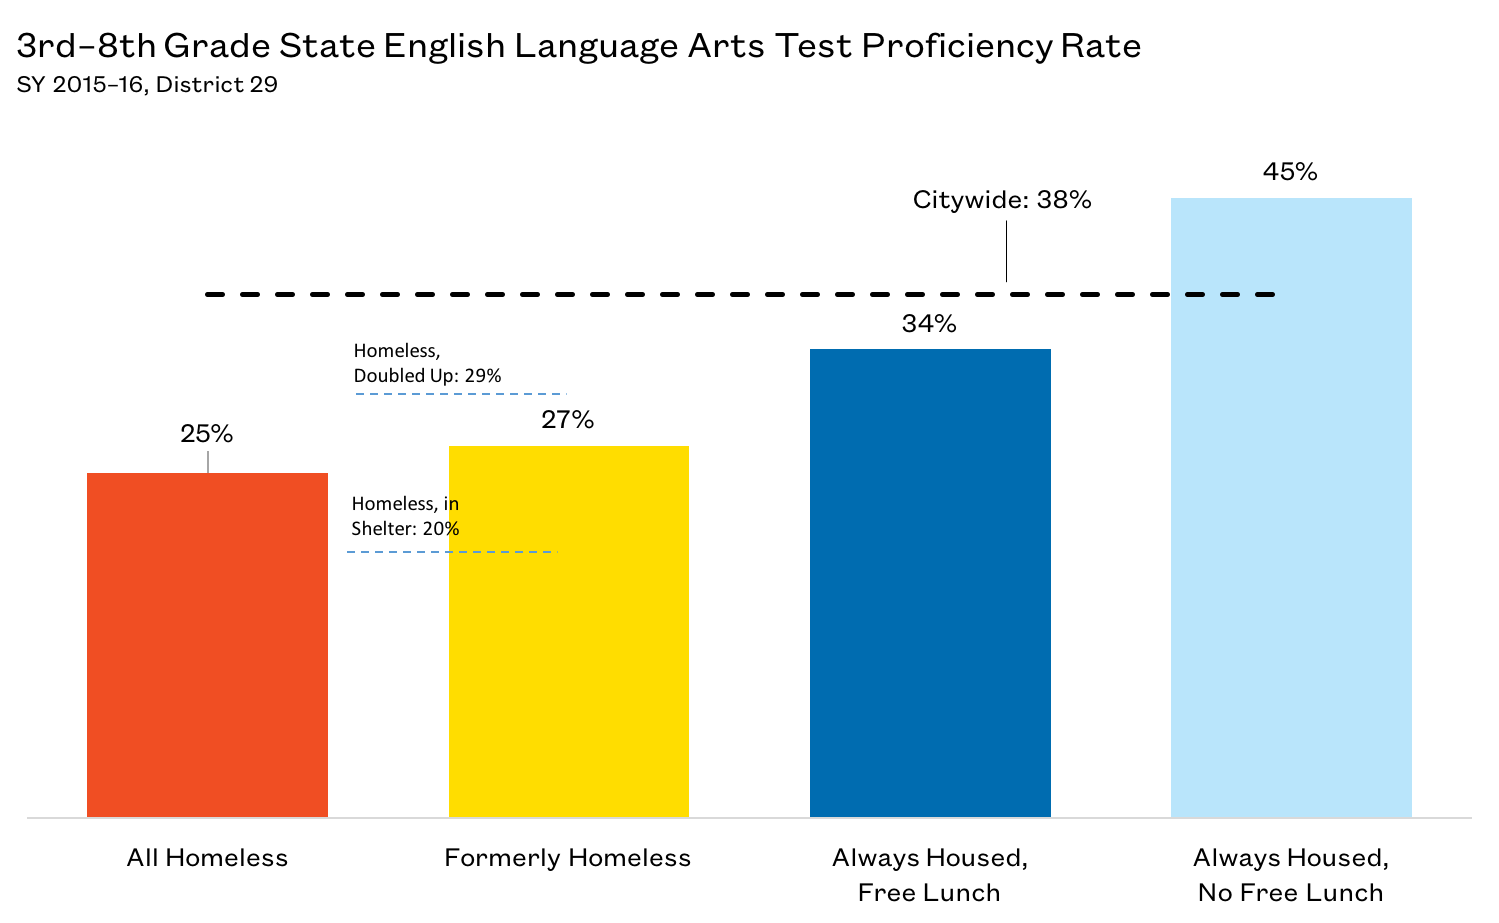 3rd–8th Grade State English Language Arts Test Proficiency Rate
SY 2015–16, District 29
45%
Citywide: 38%
34%
Homeless,
Doubled Up: 29%
27%
25%
Homeless, in
Shelter: 20%
All Homeless
Formerly Homeless
Always Housed,
Free Lunch
Always Housed,
No Free Lunch